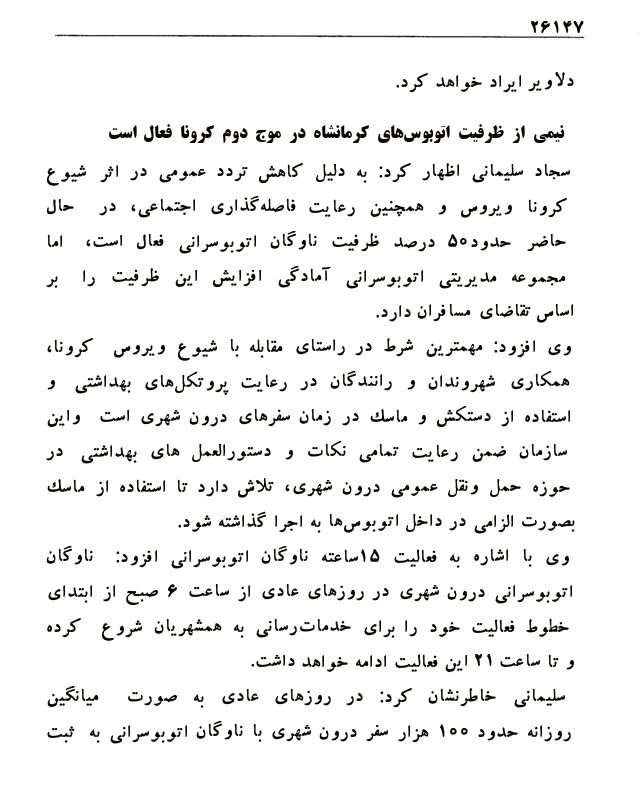 ۲۶۱۴۷
دلاویر ایراد خواهد کرد.
نیمی از ظرفیت اتوبوس‌های کرمانشاه در موج دوم کرونا فعال است
سجاد سلیمانی اظهار کرد: به دلیل کاهش تردد عمومی در اثر شیوع
کرونا ویروس و همچنین رعایت فاصله‌گذاری اجتماعی، در حال
حاضر حدود۵۰ درصد ظرفیت ناوگان اتوبوسرانی فعال است، اما
مجموعه مدیریتی اتوبوسرانی آمادگی افزایش این ظرفیت را بر
اساس تقاضای مسافران دارد.
وی افزود: مهمترین شرط در راستای مقابله با شیوع ویروس کرونا،
همکاری شهروندان و رانندگان در رعایت پروتکل‌های بهداشتی و
استفاده از دستکش و ماسک در زمان سفرهای درون شهری است واین
سازمان ضمن رعایت تمامی نکات و دستورالعمل های بهداشتی در
حوزه حمل ونقل عمومی درون شهری، تلاش دارد تا استفاده از ماسک
بصورت الزامی در داخل اتوبوس‌ها به اجرا گذاشته شود.
وی با اشاره به فعالیت ۱۵ساعته ناوگان اتوبوسرانی افزود: ناوگان
اتوبوسرانی درون شهری در روزهای عادی از ساعت ۶ صبح از ابتدای
خطوط فعالیت خود را برای خدمات‌رسانی به همشهریان شروع کرده
و تا ساعت ۲۱ این فعالیت ادامه خواهد داشت.
سلیمانی خاطرنشان کرد: در روزهای عادی به صورت میانگین
روزانه حدود ۱۰۰ هزار سفر درون شهری با ناوگان اتوبوسرانی به ثبت